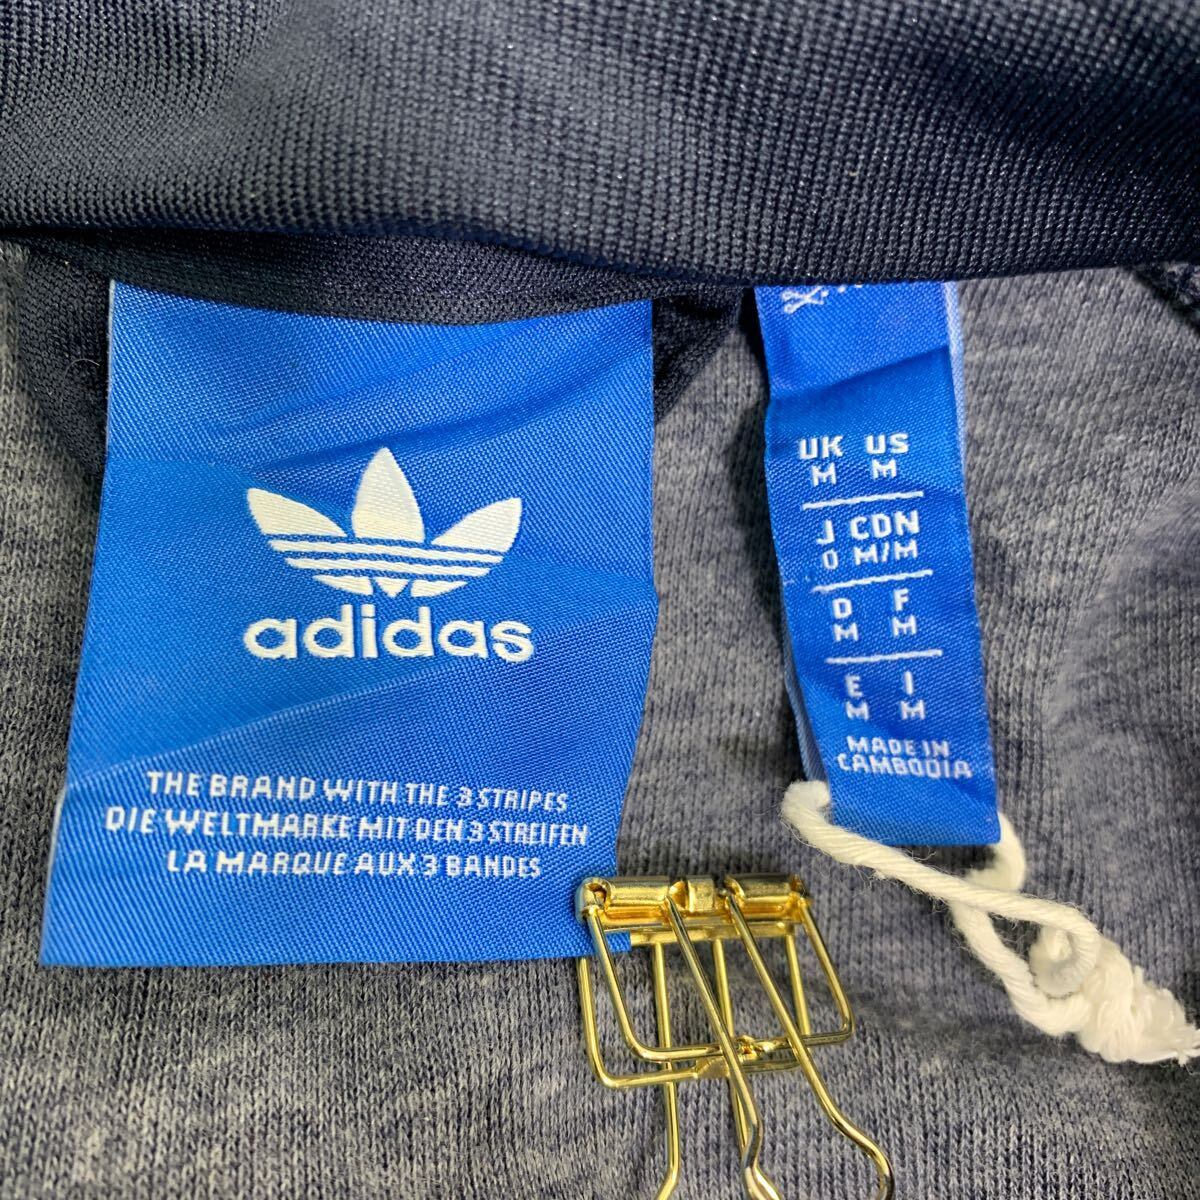 adidas
THE BRAND WITH THE 3 STRIPES
DIE WELTMARKE MIT DEN 3 STREIFEN
LA MARQUE AUX 3 BANDES
UK US
M M
J CDN
O M/M
D F
M M
E I
M M
MADE IN
CAMBODIA